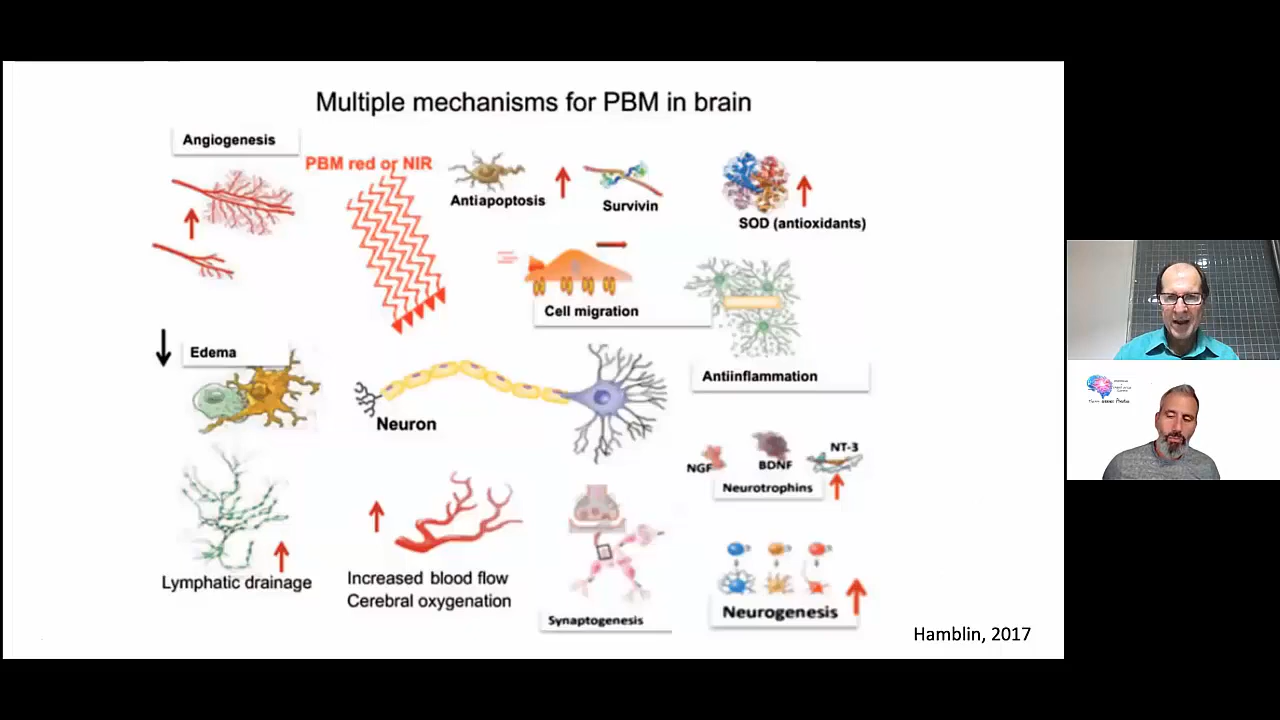 Multiple mechanisms for PBM in brain
Angiogenesis
PBM red or NIR
Antiapoptosis
Survivin
SOD (antioxidants)
Cell migration
Edema
Antiinflammation
Neuron
NGF
BDNF
NT-3
Neurotrophins
Lymphatic drainage
Increased blood flow
Cerebral oxygenation
Synaptogenesis
Neurogenesis
Hamblin, 2017